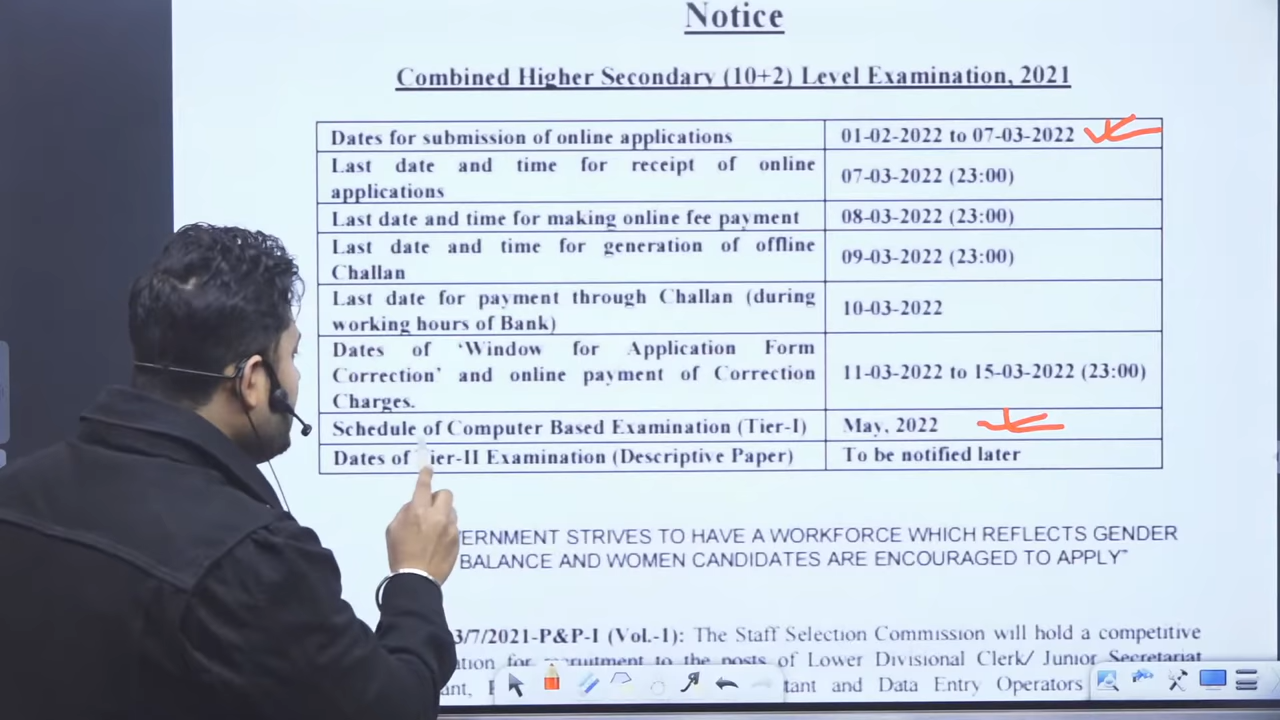 Notice
Combined Higher Secondary (10+2) Level Examination, 2021
Dates for submission of online applications 01-02-2022 to 07-03-2022
Last date and time for receipt of online
applications 07-03-2022 (23:00)
Last date and time for making online fee payment 08-03-2022 (23:00)
Last date and time for generation of offline
Challan 09-03-2022 (23:00)
Last date for payment through Challan (during
working hours of Bank) 10-03-2022
Dates of ‘Window for Application Form
Correction’ and online payment of Correction
Charges. 11-03-2022 to 15-03-2022 (23:00)
Schedule of Computer Based Examination (Tier-I) May, 2022
Dates of ier-II Examination (Descriptive Paper) To be notified later
ERNMENT STRIVES TO HAVE A WORKFORCE WHICH REFLECTS GENDER
BALANCE AND WOMEN CANDIDATES ARE ENCOURAGED TO APPLY”
3/7/2021-P&P-I (Vol.-1): The Staff Selection Commission will hold a competitive
ation for recruitment to the posts of Lower Divisional Clerk/ Junior Secretariat
ant, tant and Data Entry Operators